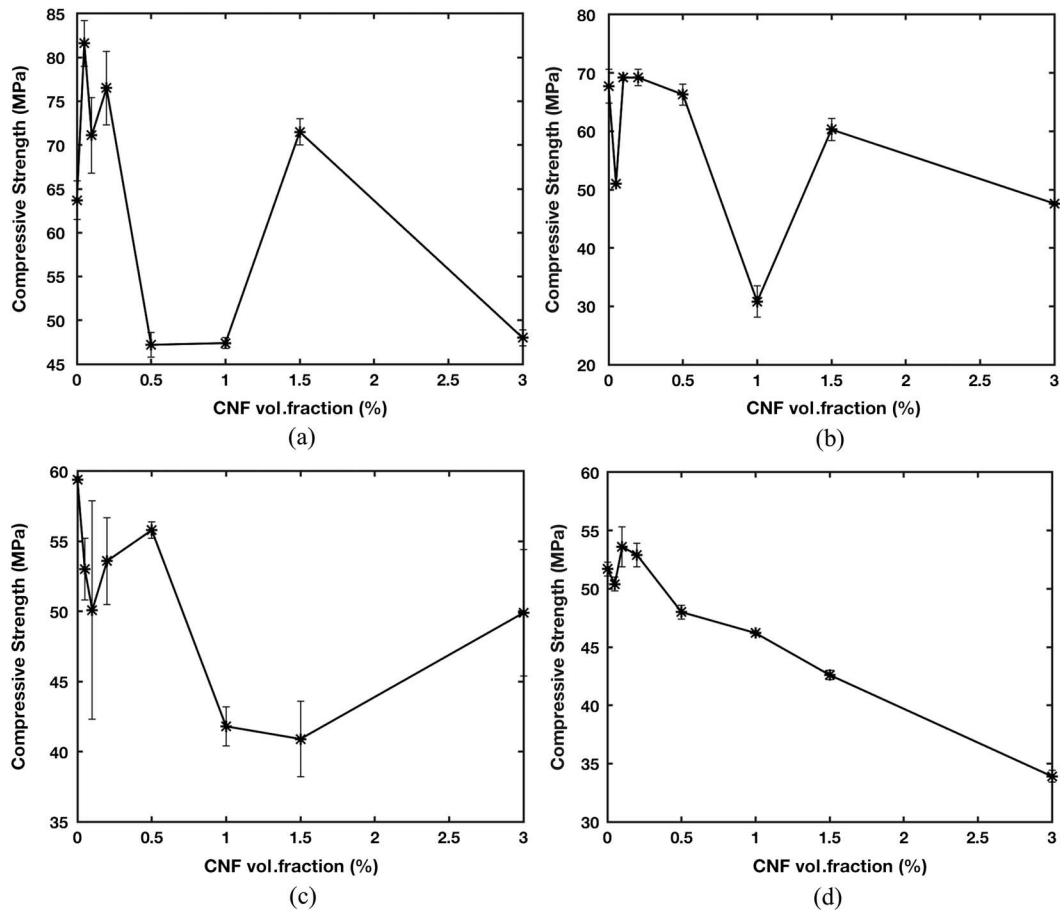 85
80
75
70
65
60
55
50
45
Compressive Strength (MPa)
0 0.5 1 1.5 2 2.5 3
CNF vol.fraction (%)
(a)
80
70
60
50
40
30
20
Compressive Strength (MPa)
0 0.5 1 1.5 2 2.5 3
CNF vol.fraction (%)
(b)
60
55
50
45
40
35
Compressive Strength (MPa)
0 0.5 1 1.5 2 2.5 3
CNF vol.fraction (%)
(c)
60
55
50
45
40
35
30
Compressive Strength (MPa)
0 0.5 1 1.5 2 2.5 3
CNF vol.fraction (%)
(d)